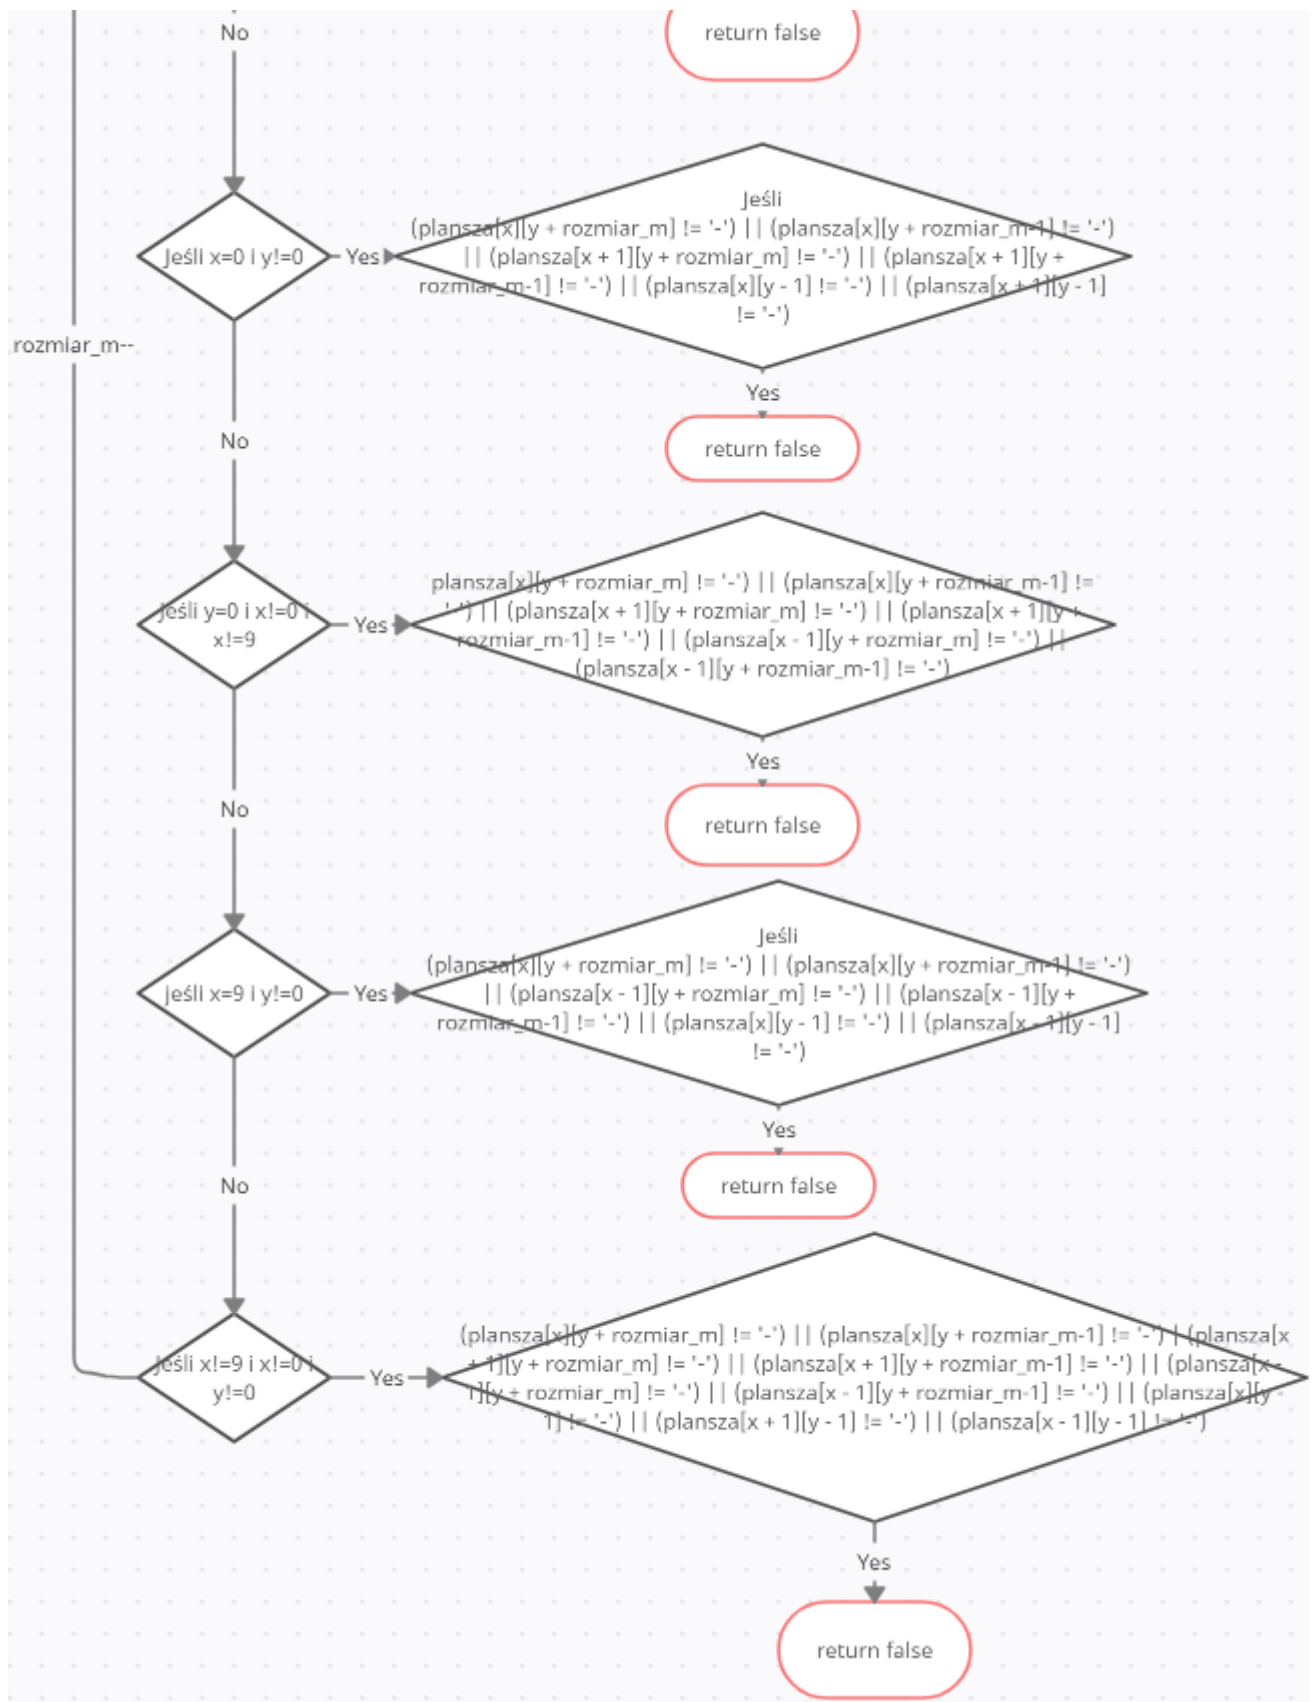 No
return false
Jeśli
(plansza[x][y + rozmiar_m] != '-') || (plansza[x][y + rozmiar_m-1] != '-')
Jeśli x=0 i y!=0
Yes
|| (plansza[x + 1][y + rozmiar_m] != '-') || (plansza[x + 1][y +
rozmiar_m-1] != '-') || (plansza[x][y - 1] != '-') || (plansza[x + 1][y - 1]
!= '-')
rozmiar_m--
Yes
No
return false
plansza[x][y + rozmiar_m] != '-') || (plansza[x][y + rozmiar_m-1] !=
Jeśli y=0 i x!=0 i
x!=9
Yes
'-') || (plansza[x + 1][y + rozmiar_m] != '-') || (plansza[x + 1][y +
rozmiar_m-1] != '-') || (plansza[x - 1][y + rozmiar_m] != '-') ||
(plansza[x - 1][y + rozmiar_m-1] != '-')
Yes
No
return false
Jeśli
(plansza[x][y + rozmiar_m] != '-') || (plansza[x][y + rozmiar_m-1] != '-')
Jeśli x=9 i y!=0
Yes
|| (plansza[x - 1][y + rozmiar_m] != '-') || (plansza[x - 1][y +
rozmiar_m-1] != '-') || (plansza[x][y - 1] != '-') || (plansza[x - 1][y - 1]
!= '-')
Yes
No
return false
(plansza[x][y + rozmiar_m] != '-') || (plansza[x][y + rozmiar_m-1] != '-') | (plansza[x
Jeśli x!=9 i x!=0 i
y!=0
Yes
+ 1][y + rozmiar_m] != '-') || (plansza[x + 1][y + rozmiar_m-1] != '-') || (plansza[x -
1][y + rozmiar_m] != '-') || (plansza[x - 1][y + rozmiar_m-1] != '-') || (plansza[x][y -
1] != '-') || (plansza[x + 1][y - 1] != '-') || (plansza[x - 1][y - 1] != '-')
Yes
return false